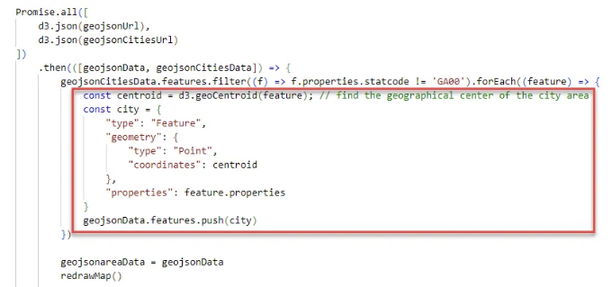 Promise.all([
d3.json(geojsonUrl),
d3.json(geojsonCitiesUrl)
])
.then(([geojsonData, geojsonCitiesData]) => {
geojsonCitiesData.features.filter((f) => f.properties.statcode != 'GA00').forEach((feature) => {
const centroid = d3.geoCentroid(feature); // find the geographical center of the city area
const city = {
"type": "Feature",
"geometry": {
"type": "Point",
"coordinates": centroid
},
"properties": feature.properties
}
geojsonData.features.push(city)
})
geojsonareaData = geojsonData
redrawMap()